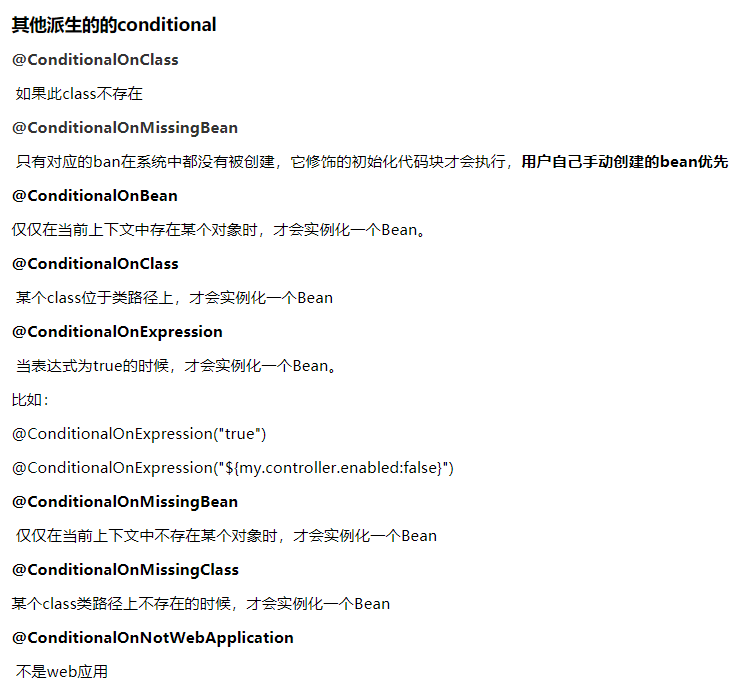 其他派生的的conditional
@ConditionalOnClass
如果此class不存在
@ConditionalOnMissingBean
只有对应的ban在系统中都没有被创建，它修饰的初始化代码块才会执行，用户自己手动创建的bean优先
@ConditionalOnBean
仅仅在当前上下文中存在某个对象时，才会实例化一个Bean。
@ConditionalOnClass
某个class位于类路径上，才会实例化一个Bean
@ConditionalOnExpression
当表达式为true的时候，才会实例化一个Bean。
比如：
@ConditionalOnExpression("true")
@ConditionalOnExpression("${my.controller.enabled:false}")
@ConditionalOnMissingBean
仅仅在当前上下文中不存在某个对象时，才会实例化一个Bean
@ConditionalOnMissingClass
某个class类路径上不存在的时候，才会实例化一个Bean
@ConditionalOnNotWebApplication
不是web应用